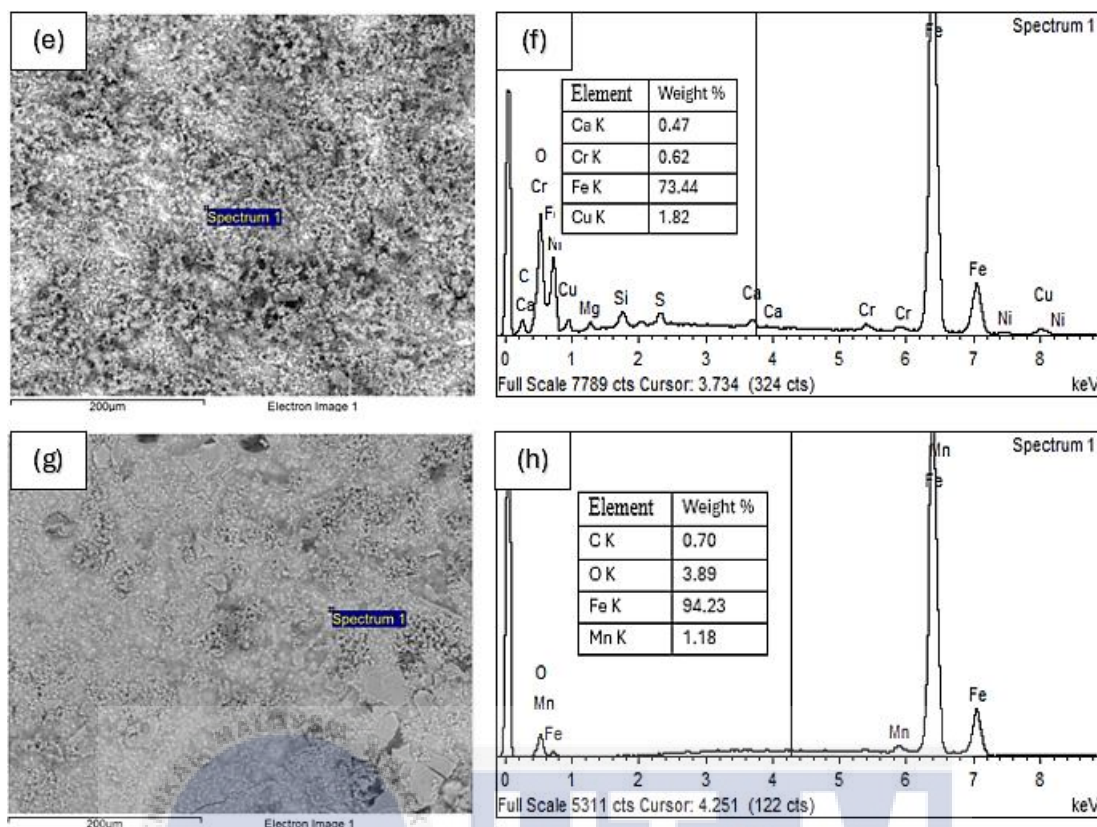 (e)
Spectrum 1
200µm Electron Image 1
(f)
Spectrum 1
Fe
Element Weight %
Ca K 0.47
Cr K 0.62
Fe K 73.44
Cu K 1.82
O
Cr
Ni
C
Ca
Cu
Mg
Si
S
Ca
Ca
Cr
Cr
Fe
Ni
Cu
Ni
0 1 2 3 4 5 6 7 8
Full Scale 7789 cts Cursor: 3.734 (324 cts) keV
(g)
Spectrum 1
200µm Electron Image 1
(h)
Spectrum 1
Mn
Fe
Element Weight %
C K 0.70
O K 3.89
Fe K 94.23
Mn K 1.18
O
Mn
Fe
Mn
Fe
0 1 2 3 4 5 6 7 8
Full Scale 5311 cts Cursor: 4.251 (122 cts) keV